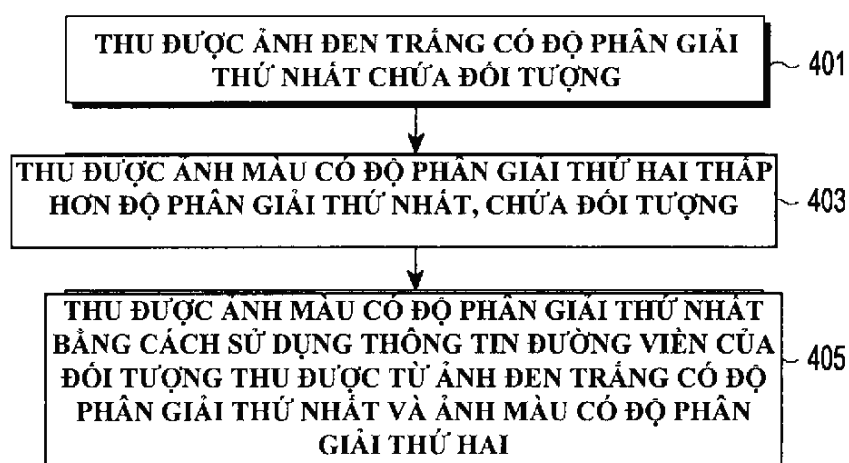 THU ĐƯỢC ẢNH ĐEN TRẮNG CÓ ĐỘ PHÂN GIẢI
THỨ NHẤT CHỨA ĐỐI TƯỢNG
401
THU ĐƯỢC ẢNH MÀU CÓ ĐỘ PHÂN GIẢI THỨ HAI THẤP
HƠN ĐỘ PHÂN GIẢI THỨ NHẤT, CHỨA ĐỐI TƯỢNG
403
THU ĐƯỢC ẢNH MÀU CÓ ĐỘ PHÂN GIẢI THỨ NHẤT
BẰNG CÁCH SỬ DỤNG THÔNG TIN ĐƯỜNG VIỀN CỦA
ĐỐI TƯỢNG THU ĐƯỢC TỪ ẢNH ĐEN TRẮNG CÓ ĐỘ
PHÂN GIẢI THỨ NHẤT VÀ ẢNH MÀU CÓ ĐỘ PHÂN
GIẢI THỨ HAI
405